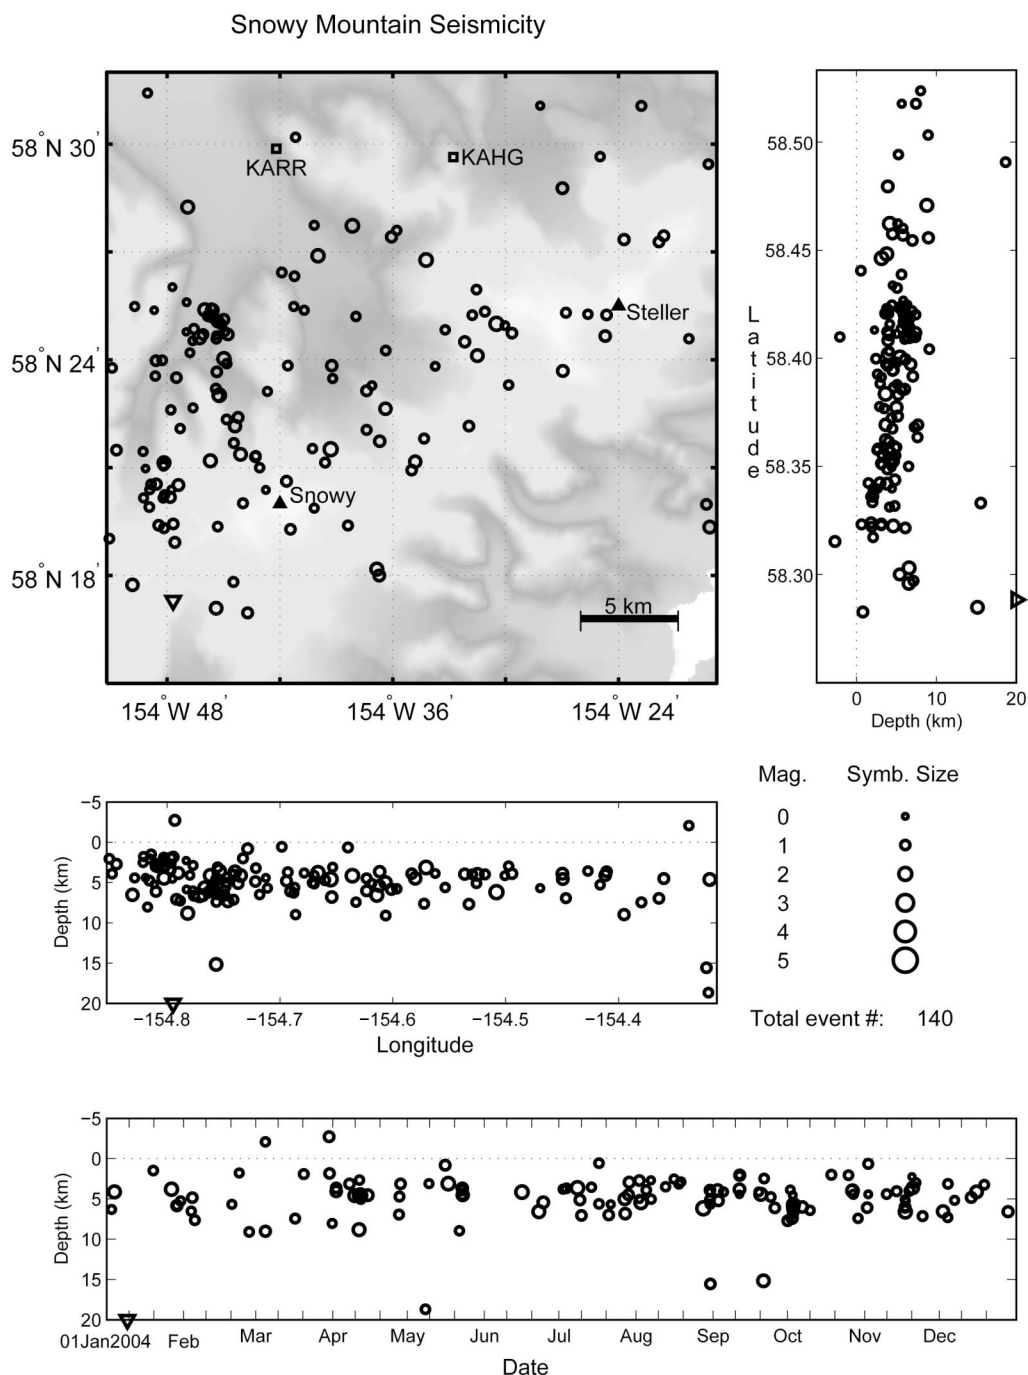 Snowy Mountain Seismicity
58°N 30'
58°N 24'
58°N 18'
KARR
KAHG
Steller
Snowy
5 km
154°W 48'
154°W 36'
154°W 24'
Latitude
58.50
58.45
58.40
58.35
58.30
0 10 20
Depth (km)
Mag. Symb. Size
0
1
2
3
4
5
Total event #: 140
Depth (km)
−5
0
5
10
15
20
−154.8 −154.7 −154.6 −154.5 −154.4
Longitude
Depth (km)
−5
0
5
10
15
20
01Jan2004 Feb Mar Apr May Jun Jul Aug Sep Oct Nov Dec
Date